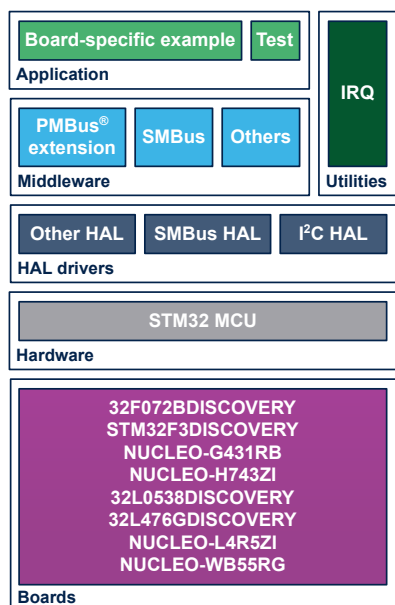 Board-specific example
Test
Application
IRQ
PMBus®
extension
SMBus
Others
Middleware
Utilities
Other HAL
SMBus HAL
I²C HAL
HAL drivers
STM32 MCU
Hardware
32F072BDISCOVERY
STM32F3DISCOVERY
NUCLEO-G431RB
NUCLEO-H743ZI
32L0538DISCOVERY
32L476GDISCOVERY
NUCLEO-L4R5ZI
NUCLEO-WB55RG
Boards